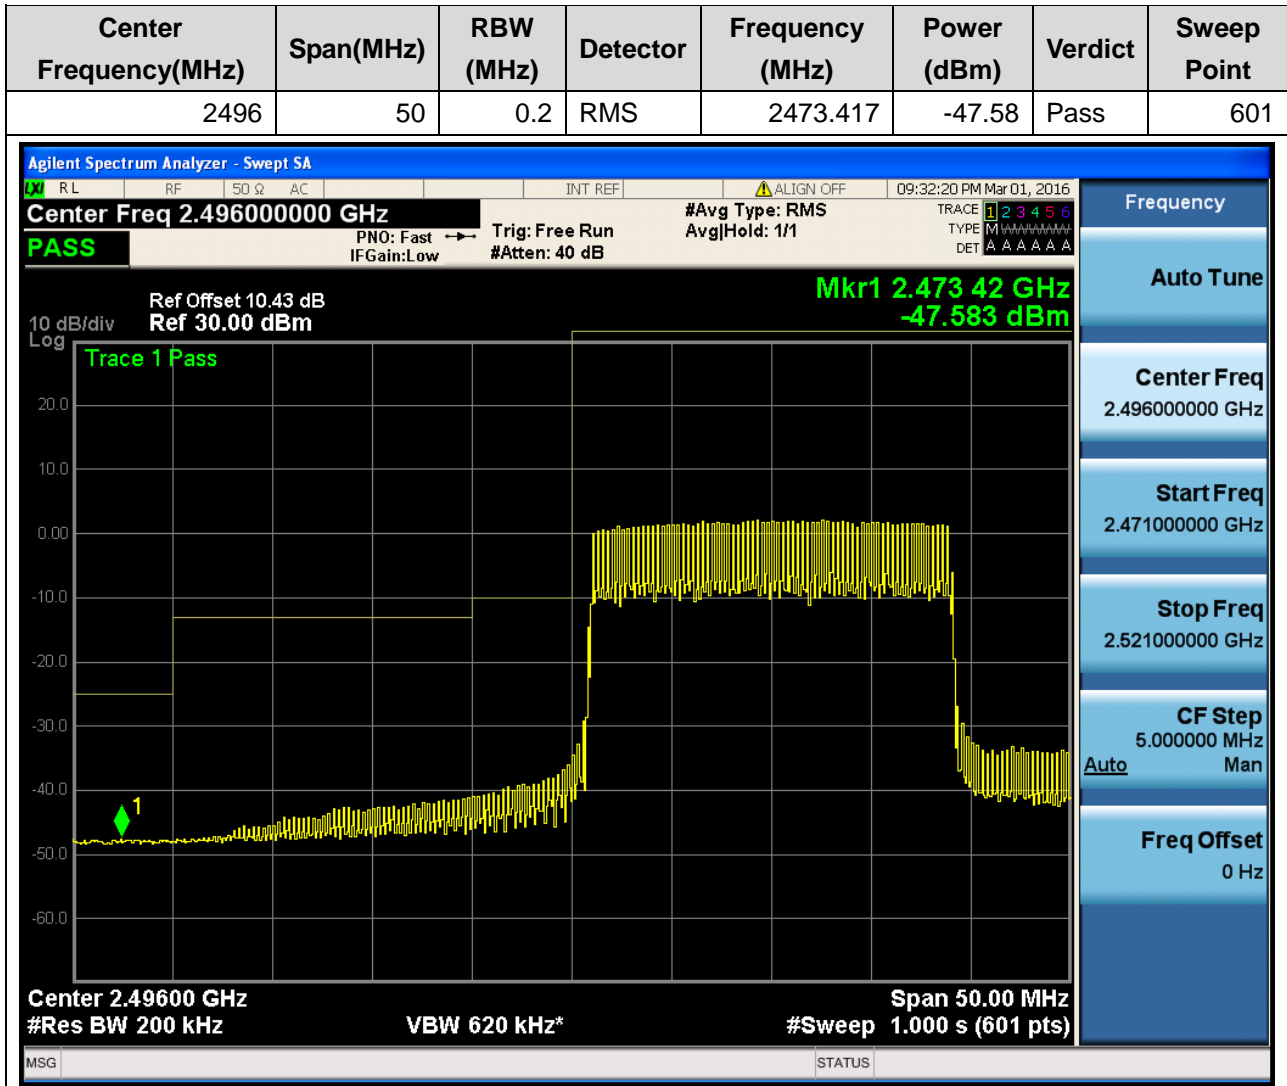 Center Frequency(MHz) Span(MHz) RBW (MHz) Detector Frequency (MHz) Power (dBm) Verdict Sweep Point
2496 50 0.2 RMS 2473.417 -47.58 Pass 601
Agilent Spectrum Analyzer - Swept SA
LXI RL RF 50 Ω AC INT REF ALIGN OFF 09:32:20 PM Mar 01, 2016
Center Freq 2.496000000 GHz
#Avg Type: RMS
TRACE 1 2 3 4 5 6
PASS
PNO: Fast
Trig: Free Run
Avg|Hold: 1/1
TYPE M WWWWW
IFGain:Low
#Atten: 40 dB
DET A A A A A A
Mkr1 2.473 42 GHz
-47.583 dBm
Ref Offset 10.43 dB
10 dB/div Ref 30.00 dBm
Log
Trace 1 Pass
20.0
10.0
0.00
-10.0
-20.0
-30.0
-40.0
1
-50.0
-60.0
Center 2.49600 GHz Span 50.00 MHz
#Res BW 200 kHz VBW 620 kHz* #Sweep 1.000 s (601 pts)
MSG STATUS
Frequency
Auto Tune
Center Freq
2.496000000 GHz
Start Freq
2.471000000 GHz
Stop Freq
2.521000000 GHz
CF Step
5.000000 MHz
Auto Man
Freq Offset
0 Hz